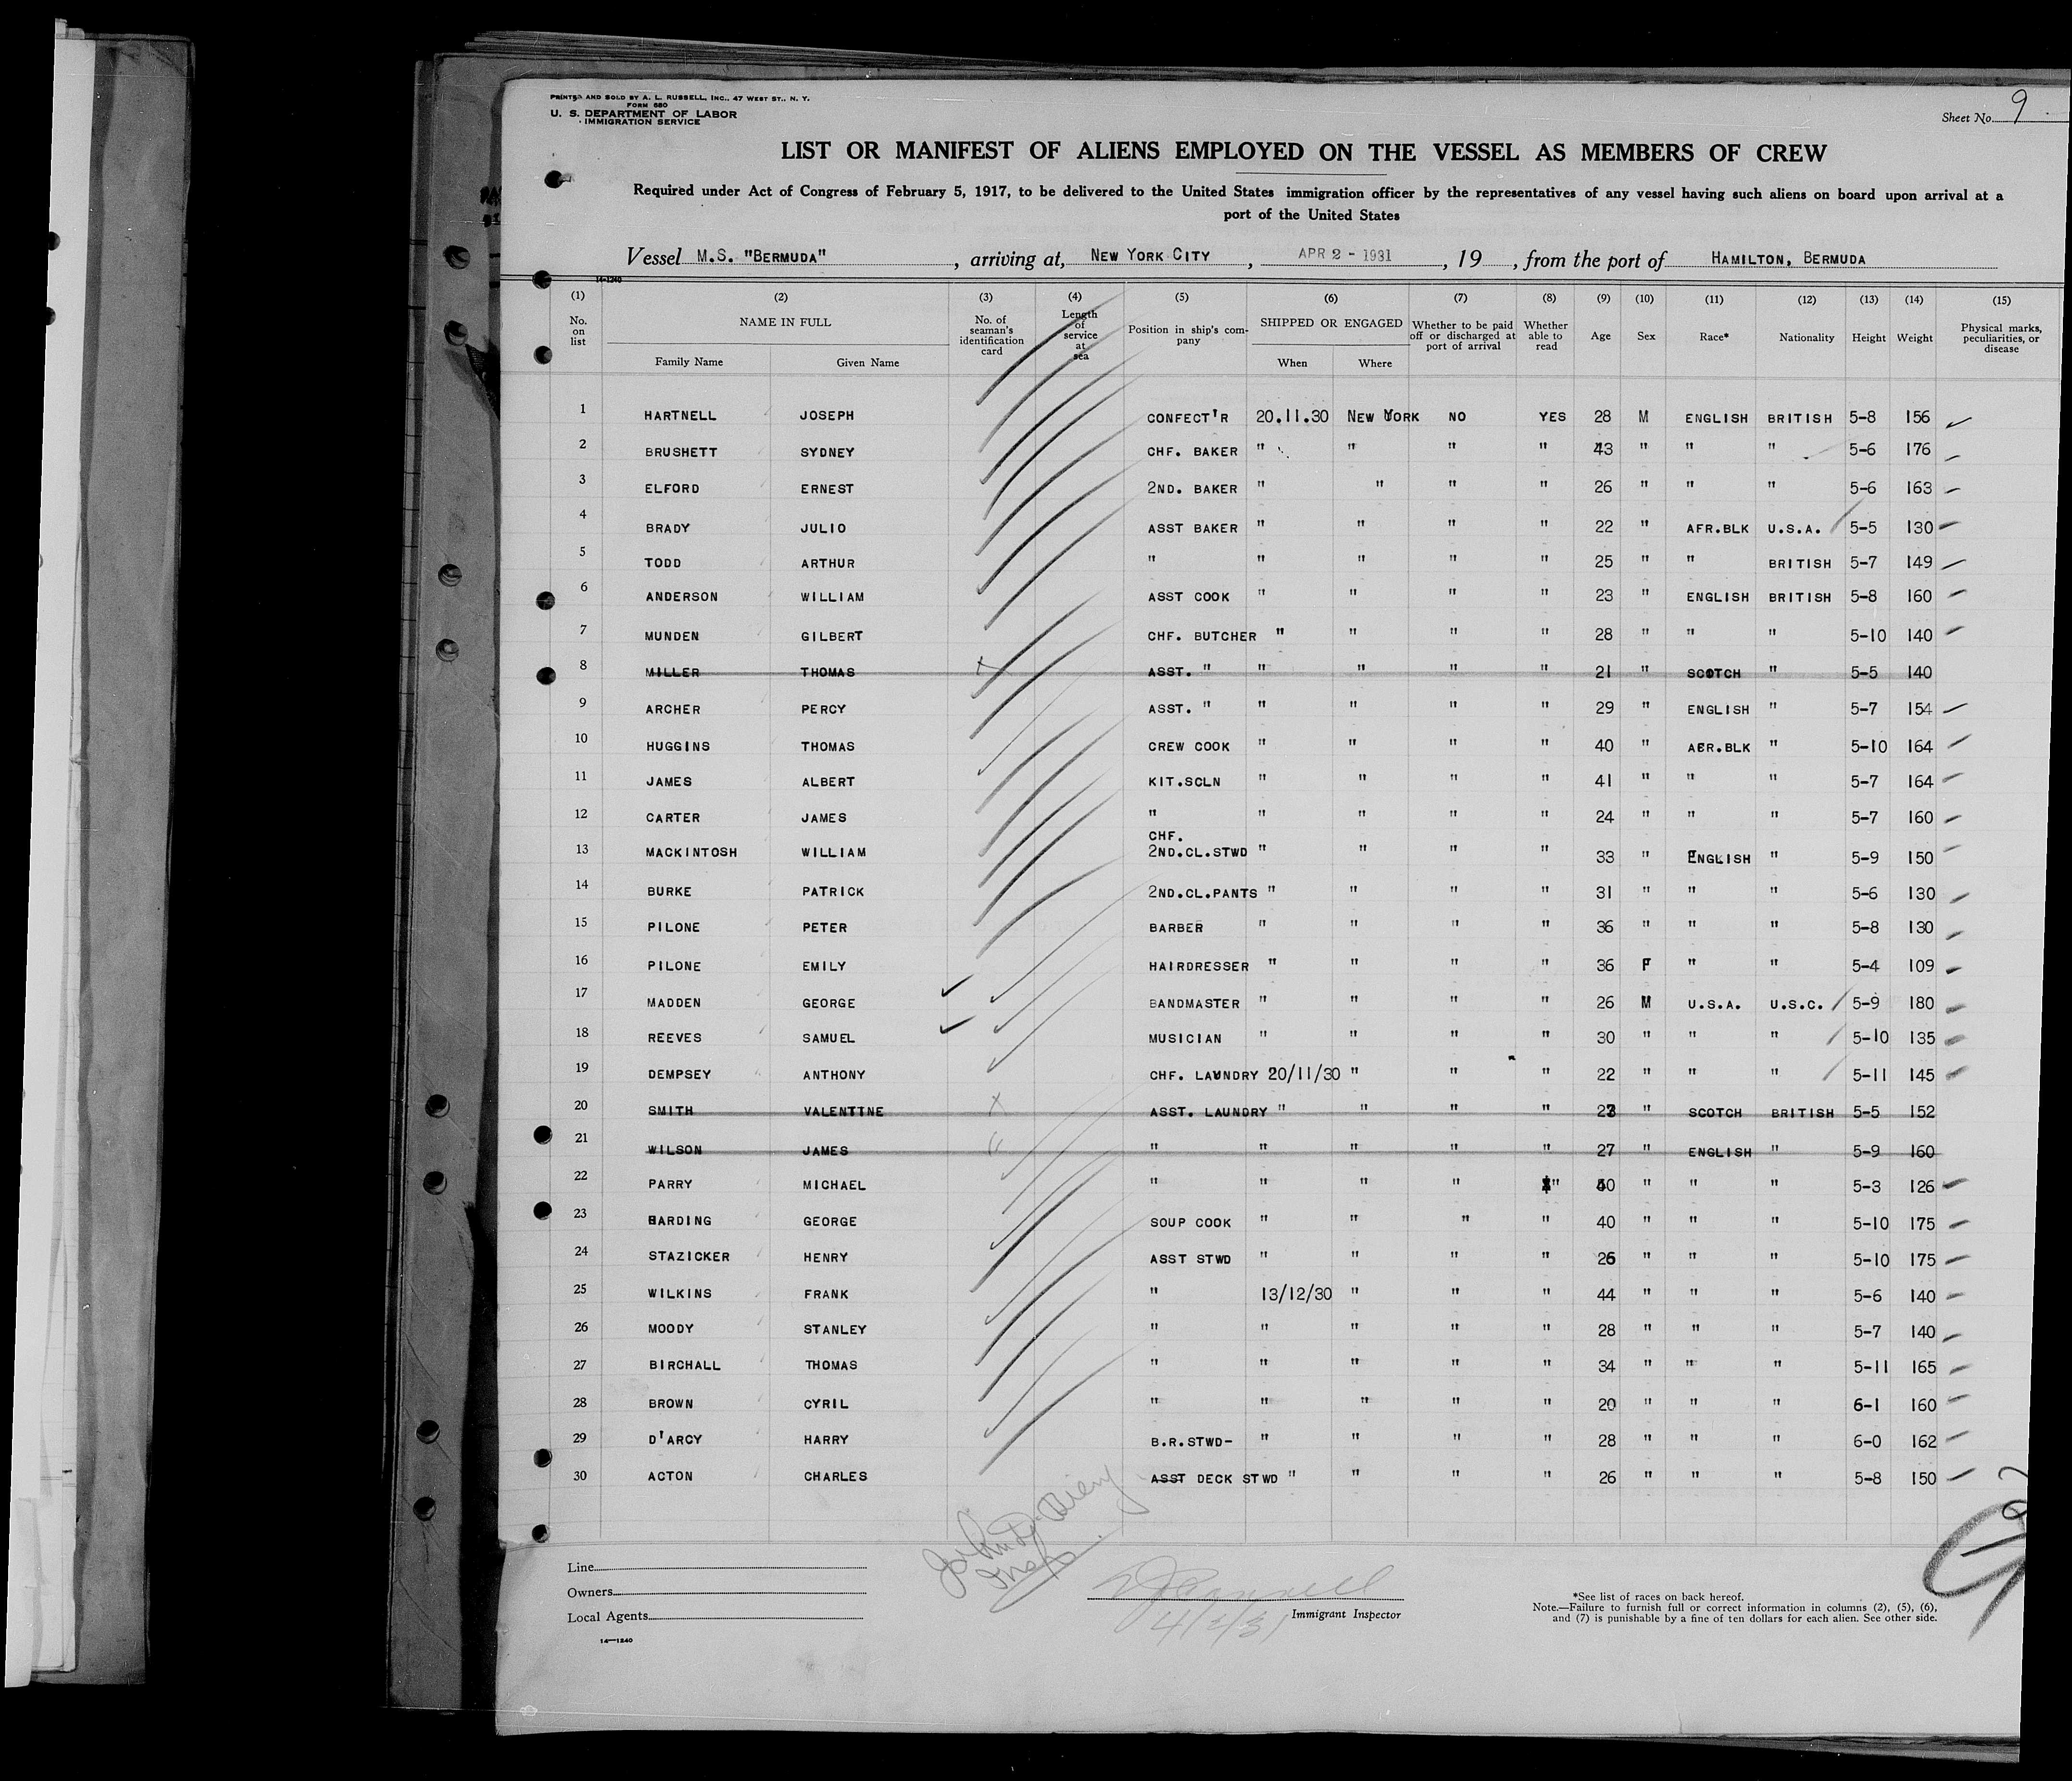 PRINTED AND SOLD BY A. L. RUSSELL, INC., 47 WEST ST., N. Y.
FORM 680
U. S. DEPARTMENT OF LABOR
IMMIGRATION SERVICE
Sheet No. 9
LIST OR MANIFEST OF ALIENS EMPLOYED ON THE VESSEL AS MEMBERS OF CREW
Required under Act of Congress of February 5, 1917, to be delivered to the United States immigration officer by the representatives of any vessel having such aliens on board upon arrival at a
port of the United States
Vessel M.S. "BERMUDA", arriving at, NEW YORK CITY, APR 2 - 1931, 19 , from the port of HAMILTON, BERMUDA
14-1240
(1) (2) (3) (4) (5) (6) (7) (8) (9) (10) (11) (12) (13) (14) (15)
No. on list NAME IN FULL Family Name Given Name No. of seaman's identification card Length of service at sea Position in ship's company SHIPPED OR ENGAGED When Where Whether to be paid off or discharged at port of arrival Whether able to read Age Sex Race* Nationality Height Weight Physical marks, peculiarities, or disease
1 HARTNELL JOSEPH CONFECT'R 20.11.30 NEW YORK NO YES 28 M ENGLISH BRITISH 5-8 156
2 BRUSHETT SYDNEY CHF. BAKER " " " " 43 " " " 5-6 176
3 ELFORD ERNEST 2ND. BAKER " " " " 26 " " " 5-6 163
4 BRADY JULIO ASST BAKER " " " " 22 " AFR.BLK U.S.A. 5-5 130
5 TODD ARTHUR " " " " " 25 " " BRITISH 5-7 149
6 ANDERSON WILLIAM ASST COOK " " " " 23 " ENGLISH BRITISH 5-8 160
7 MUNDEN GILBERT CHF. BUTCHER " " " " 28 " " " 5-10 140
8 MILLER THOMAS ASST. " " " " " 21 " SCOTCH " 5-5 140
9 ARCHER PERCY ASST. " " " " " 29 " ENGLISH " 5-7 154
10 HUGGINS THOMAS CREW COOK " " " " 40 " AFR.BLK " 5-10 164
11 JAMES ALBERT KIT.SCLN " " " " 41 " " " 5-7 164
12 CARTER JAMES " " " " " 24 " " " 5-7 160
13 MACKINTOSH WILLIAM CHF. 2ND.CL.STWD " " " " 33 " ENGLISH " 5-9 150
14 BURKE PATRICK 2ND.CL.PANTS " " " " 31 " " " 5-6 130
15 PILONE PETER BARBER " " " " 36 " " " 5-8 130
16 PILONE EMILY HAIRDRESSER " " " " 36 F " " 5-4 109
17 MADDEN GEORGE BANDMASTER " " " " 26 M U.S.A. U.S.C. 5-9 180
18 REEVES SAMUEL MUSICIAN " " " " 30 " " " 5-10 135
19 DEMPSEY ANTHONY CHF. LAUNDRY 20/11/30 " " " 22 " " " 5-11 145
20 SMITH VALENTINE ASST. LAUNDRY " " " " " SCOTCH BRITISH 5-5 152
21 WILSON JAMES " " " " " 27 " ENGLISH " 5-9 160
22 PARRY MICHAEL " " " " " " " " 5-3 126
23 HARDING GEORGE SOUP COOK " " " " 40 " " " 5-10 175
24 STAZICKER HENRY ASST STWD " " " " 26 " " " 5-10 175
25 WILKINS FRANK " 13/12/30 " " " 44 " " " 5-6 140
26 MOODY STANLEY " " " " " 28 " " " 5-7 140
27 BIRCHALL THOMAS " " " " " 34 " " " 5-11 165
28 BROWN CYRIL " " " " " 20 " " " 6-1 160
29 D'ARCY HARRY B.R.STWD- " " " " 28 " " " 6-0 162
30 ACTON CHARLES ASST DECK STWD " " " " 26 " " " 5-8 150
John Insp
Line
Owners
Local Agents
14-1240
4/2/31
Immigrant Inspector
*See list of races on back hereof.
Note.—Failure to furnish full or correct information in columns (2), (5), (6),
and (7) is punishable by a fine of ten dollars for each alien. See other side.